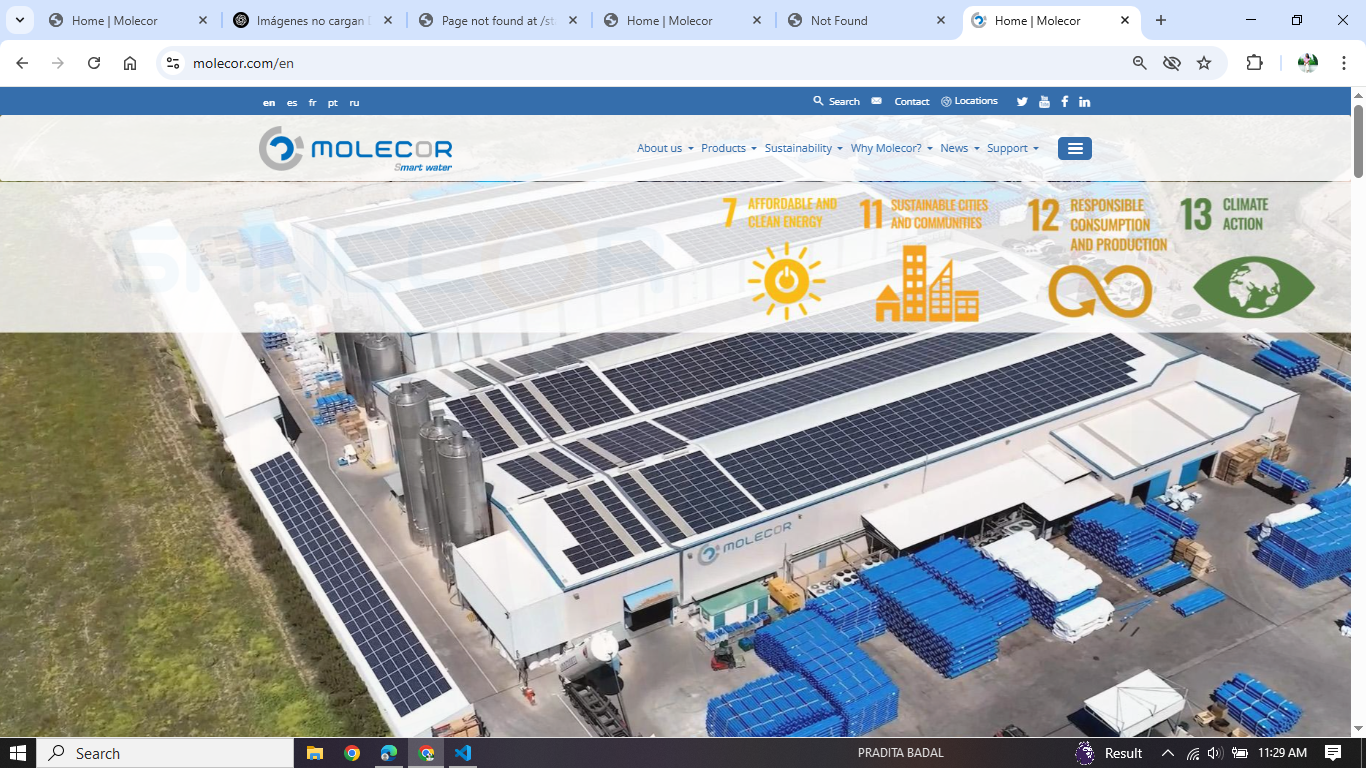 Home | Molecor
Imágenes no cargan
Page not found at /st
Home | Molecor
Not Found
Home | Molecor
molecor.com/en
en es fr pt ru
Search Contact Locations
MOLECOR
Smart water
About us Products Sustainability Why Molecor? News Support
7 AFFORDABLE AND
CLEAN ENERGY
11 SUSTAINABLE CITIES
AND COMMUNITIES
12 RESPONSIBLE
CONSUMPTION
AND PRODUCTION
13 CLIMATE
ACTION
MOLECOR
Search
PRADITA BADAL
Result
11:29 AM